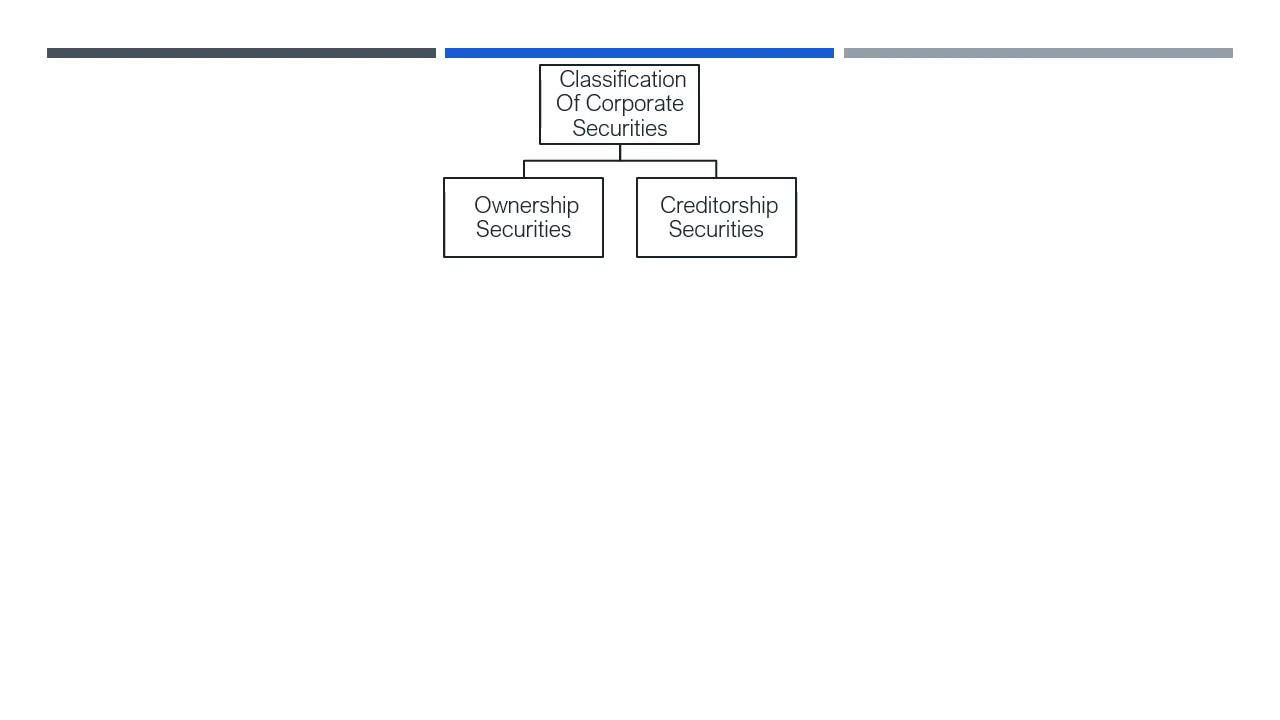 Classification
Of Corporate
Securities
Ownership
Securities
Creditorship
Securities